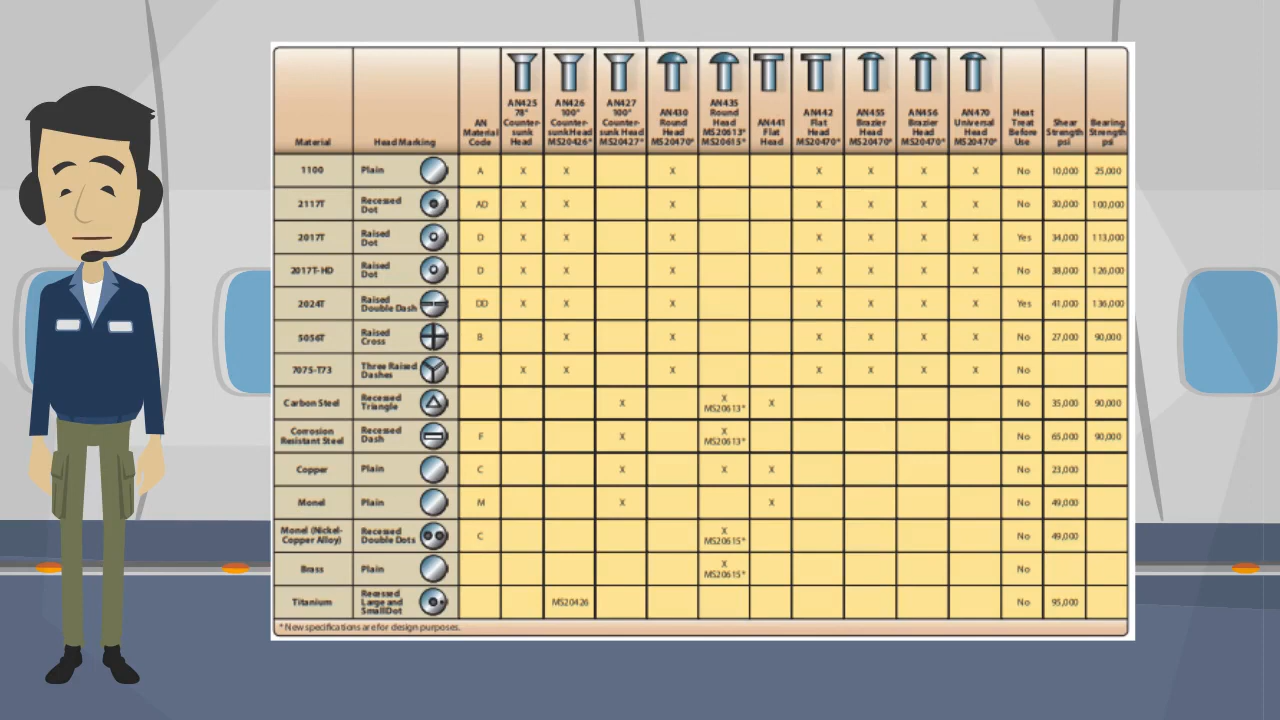 Material Head Marking AN Material Code AN425 78° Counter-sunk Head AN426 100° Counter-sunk Head MS20426* AN427 100° Counter-sunk Head MS20427* AN430 Round Head MS20470* AN435 Round Head MS20613* MS20615* AN441 Flat Head AN442 Flat Head MS20470* AN455 Brazier Head MS20470* AN456 Brazier Head MS20470* AN470 Universal Head MS20470* Heat Treat Before Use Shear Strength psi Bearing Strength psi
1100 Plain A X X X X X X X No 10,000 25,000
2117T Recessed Dot AD X X X X X X X No 30,000 100,000
2017T Raised Dot D X X X X X X X Yes 34,000 113,000
2017T-HD Raised Dot D X X X X X X X No 38,000 126,000
2024T Raised Double Dash DD X X X X X X X Yes 41,000 136,000
5056T Raised Cross B X X X X X X No 27,000 90,000
7075-T73 Three Raised Dashes X X X X X X X No
Carbon Steel Recessed Triangle X X MS20613* X No 35,000 90,000
Corrosion Resistant Steel Recessed Dash F X X MS20613* No 65,000 90,000
Copper Plain C X X X No 23,000
Monel Plain M X X No 49,000
Monel (Nickel-Copper Alloy) Recessed Double Dots C X MS20615* No 49,000
Brass Plain X MS20615* No
Titanium Recessed Large and Small Dot MS20426 No 95,000
* New specifications are for design purposes.